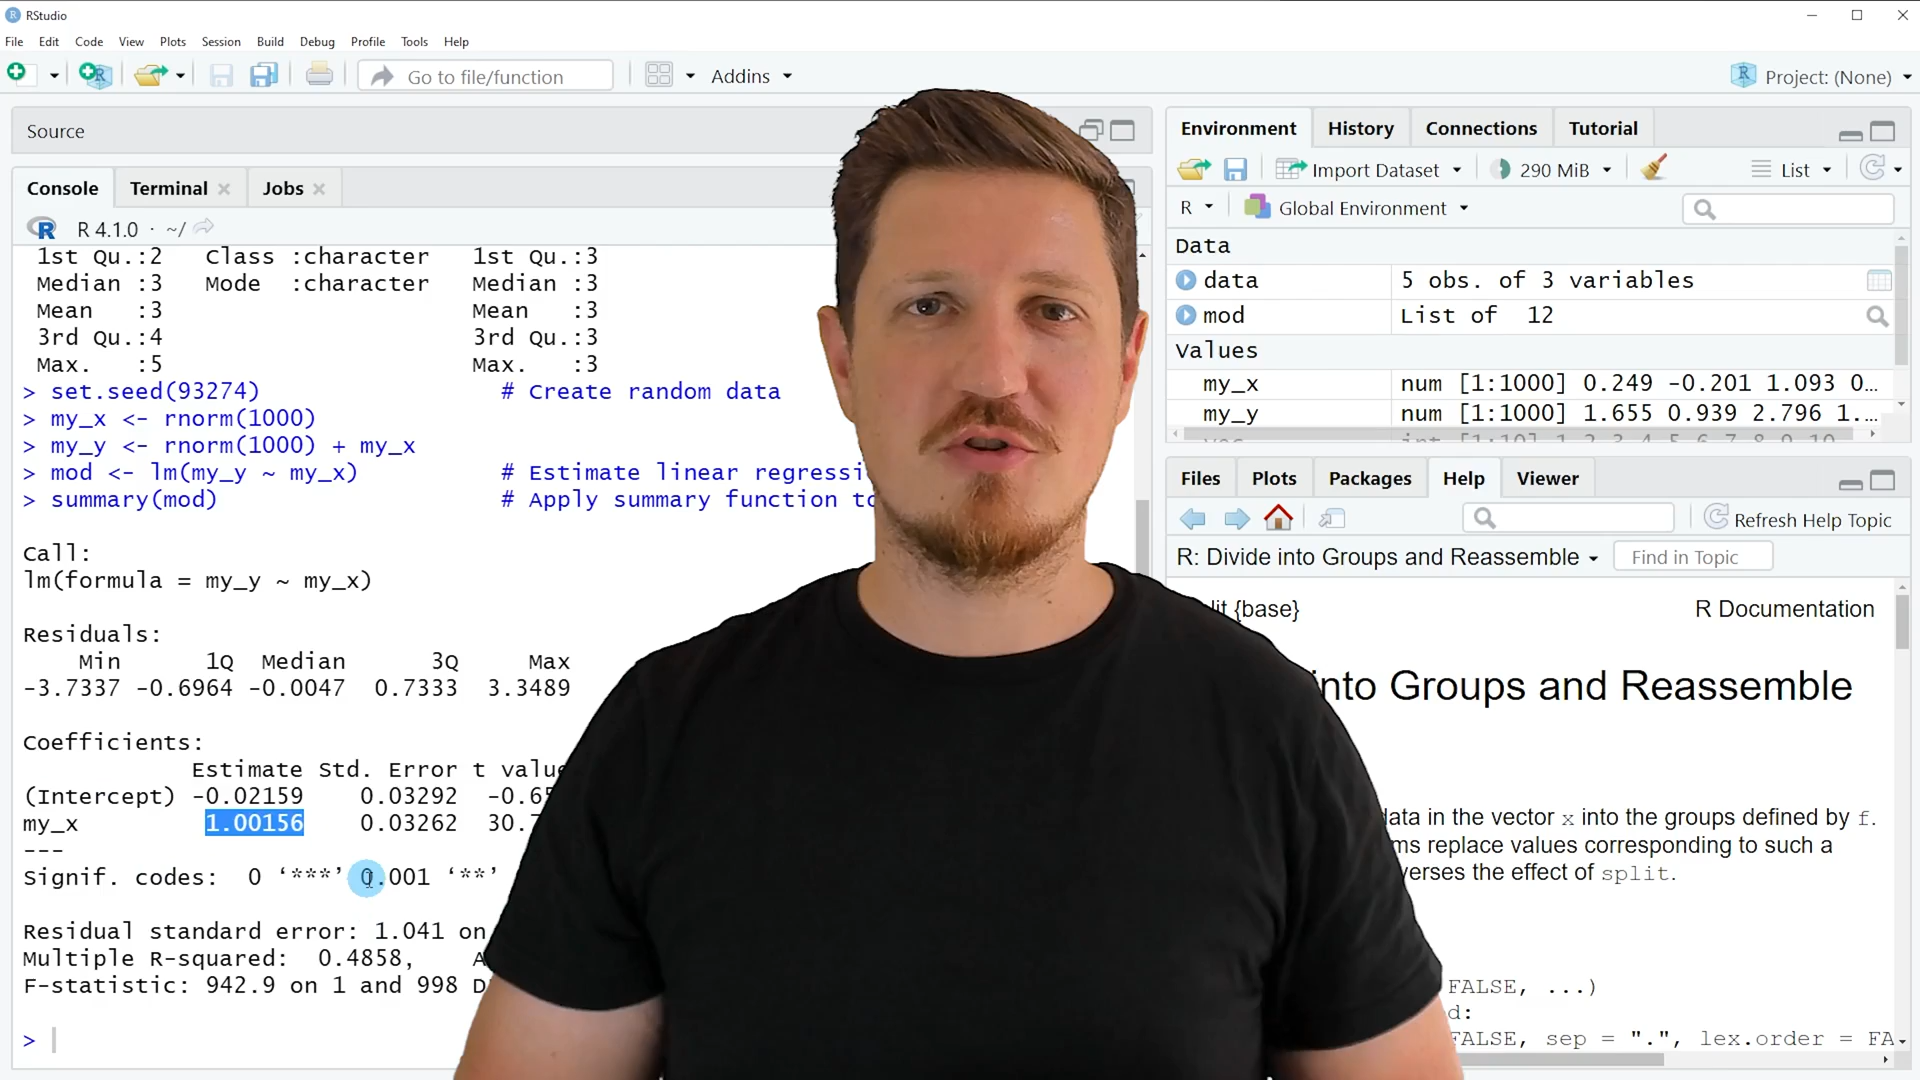 RStudio
File Edit Code View Plots Session Build Debug Profile Tools Help
Go to file/function Addins Project: (None)
Source
Console Terminal Jobs
R 4.1.0 · ~/
1st Qu.:2 Class :character 1st Qu.:3
Median :3 Mode :character Median :3
Mean :3 Mean :3
3rd Qu.:4 3rd Qu.:3
Max. :5 Max. :3
> set.seed(93274) # Create random data
> my_x <- rnorm(1000)
> my_y <- rnorm(1000) + my_x
> mod <- lm(my_y ~ my_x) # Estimate linear regressi
> summary(mod) # Apply summary function to
Call:
lm(formula = my_y ~ my_x)
Residuals:
Min 1Q Median 3Q Max
-3.7337 -0.6964 -0.0047 0.7333 3.3489
Coefficients:
Estimate Std. Error t value
(Intercept) -0.02159 0.03292 -0.65
my_x 1.00156 0.03262 30.7
---
Signif. codes: 0 ‘***’ 0.001 ‘**’
Residual standard error: 1.041 on
Multiple R-squared: 0.4858, A
F-statistic: 942.9 on 1 and 998 D
>
Environment History Connections Tutorial
Import Dataset 290 MiB List
R Global Environment
Data
data 5 obs. of 3 variables
mod List of 12
Values
my_x num [1:1000] 0.249 -0.201 1.093 0...
my_y num [1:1000] 1.655 0.939 2.796 1....
Files Plots Packages Help Viewer
Refresh Help Topic
R: Divide into Groups and Reassemble Find in Topic
lit {base} R Documentation
into Groups and Reassemble
data in the vector x into the groups defined by f.
ms replace values corresponding to such a
verses the effect of split.
FALSE, ...)
d:
FALSE, sep = ".", lex.order = FA